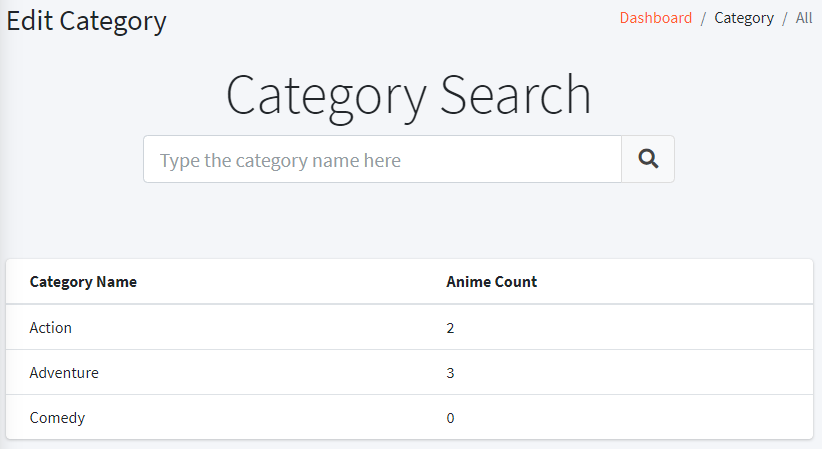 Edit Category
Dashboard / Category / All
Category Search
Type the category name here
Category Name Anime Count
Action 2
Adventure 3
Comedy 0